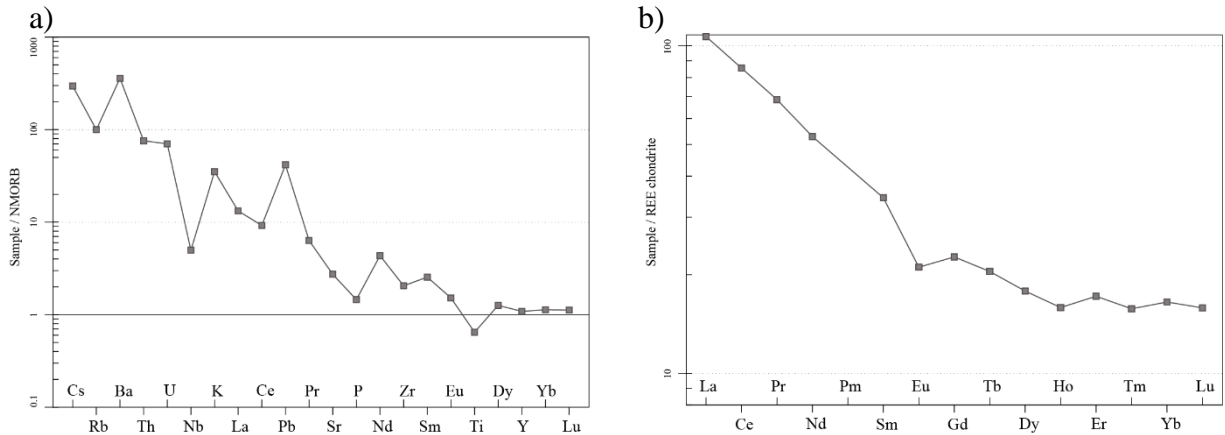 a)
1000
100
10
1
0.1
Sample / NMORB
Cs Ba U K Ce Pr P Zr Eu Dy Yb
Rb Th Nb La Pb Sr Nd Sm Ti Y Lu
b)
100
10
Sample / REE chondrite
La Pr Pm Eu Tb Ho Tm Lu
Ce Nd Sm Gd Dy Er Yb